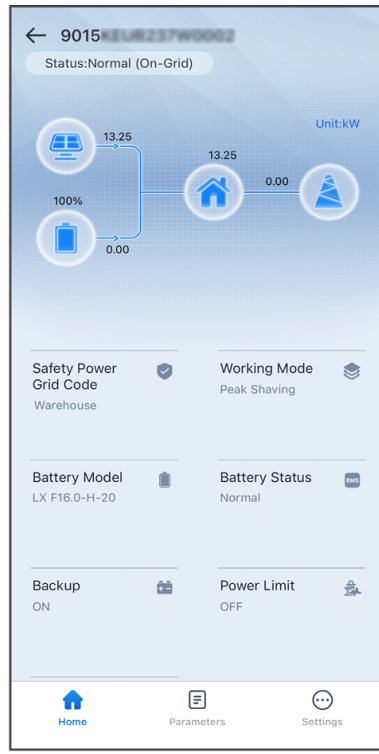 9015
Status:Normal (On-Grid)
Unit:kW
13.25
13.25
100%
0.00
0.00
Safety Power
Grid Code
Warehouse
Working Mode
Peak Shaving
Battery Model
LX F16.0-H-20
Battery Status
BMS
Normal
Backup
ON
Power Limit
OFF
Home
Parameters
Settings